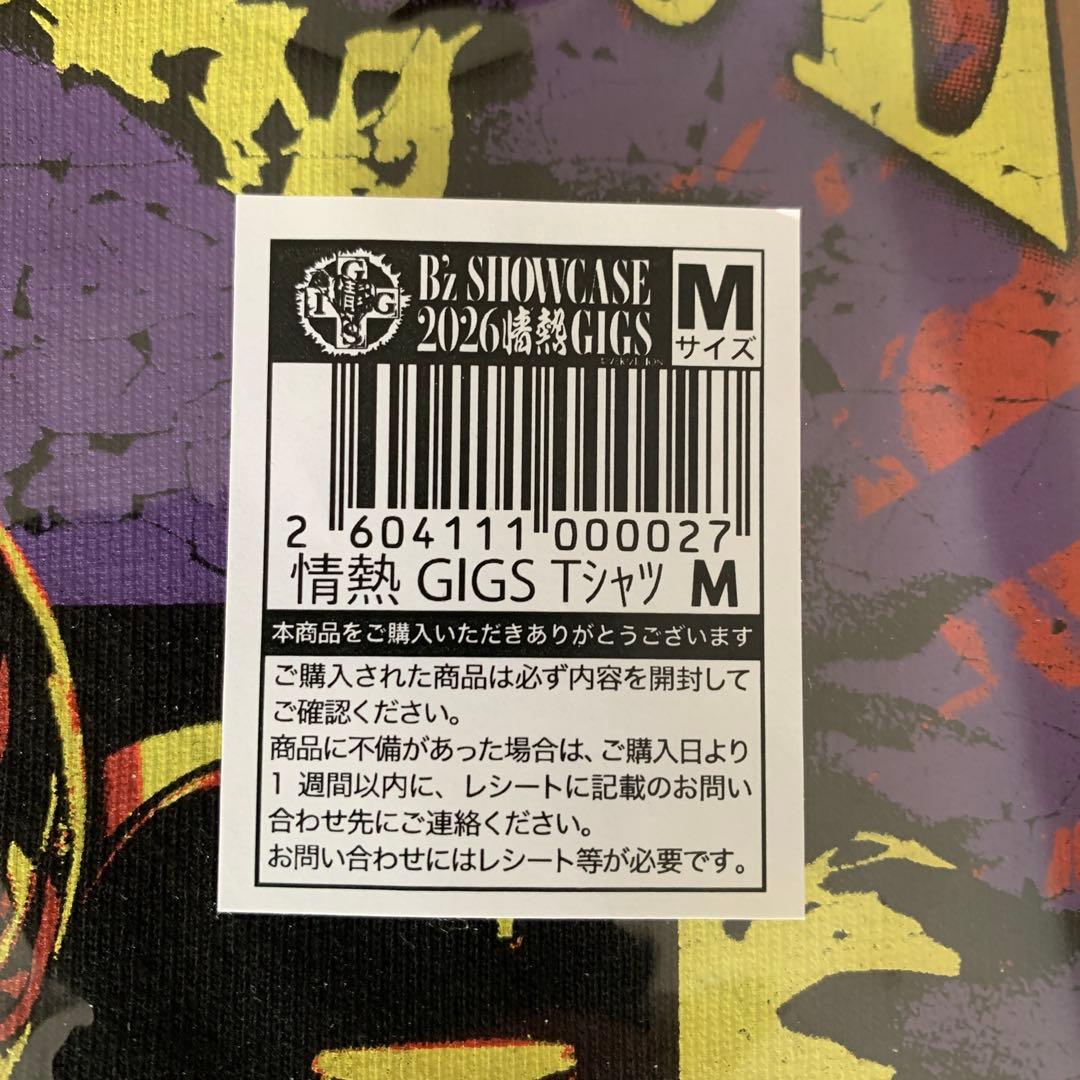 G
I 情 G
S
B'z SHOWCASE
2026情熱GIGS
M
サイズ
2 604111 000027
情熱 GIGS Tシャツ M
本商品をご購入いただきありがとうございます
ご購入された商品は必ず内容を開封して
ご確認ください。
商品に不備があった場合は、ご購入日より
1 週間以内に、レシートに記載のお問い
合わせ先にご連絡ください。
お問い合わせにはレシート等が必要です。